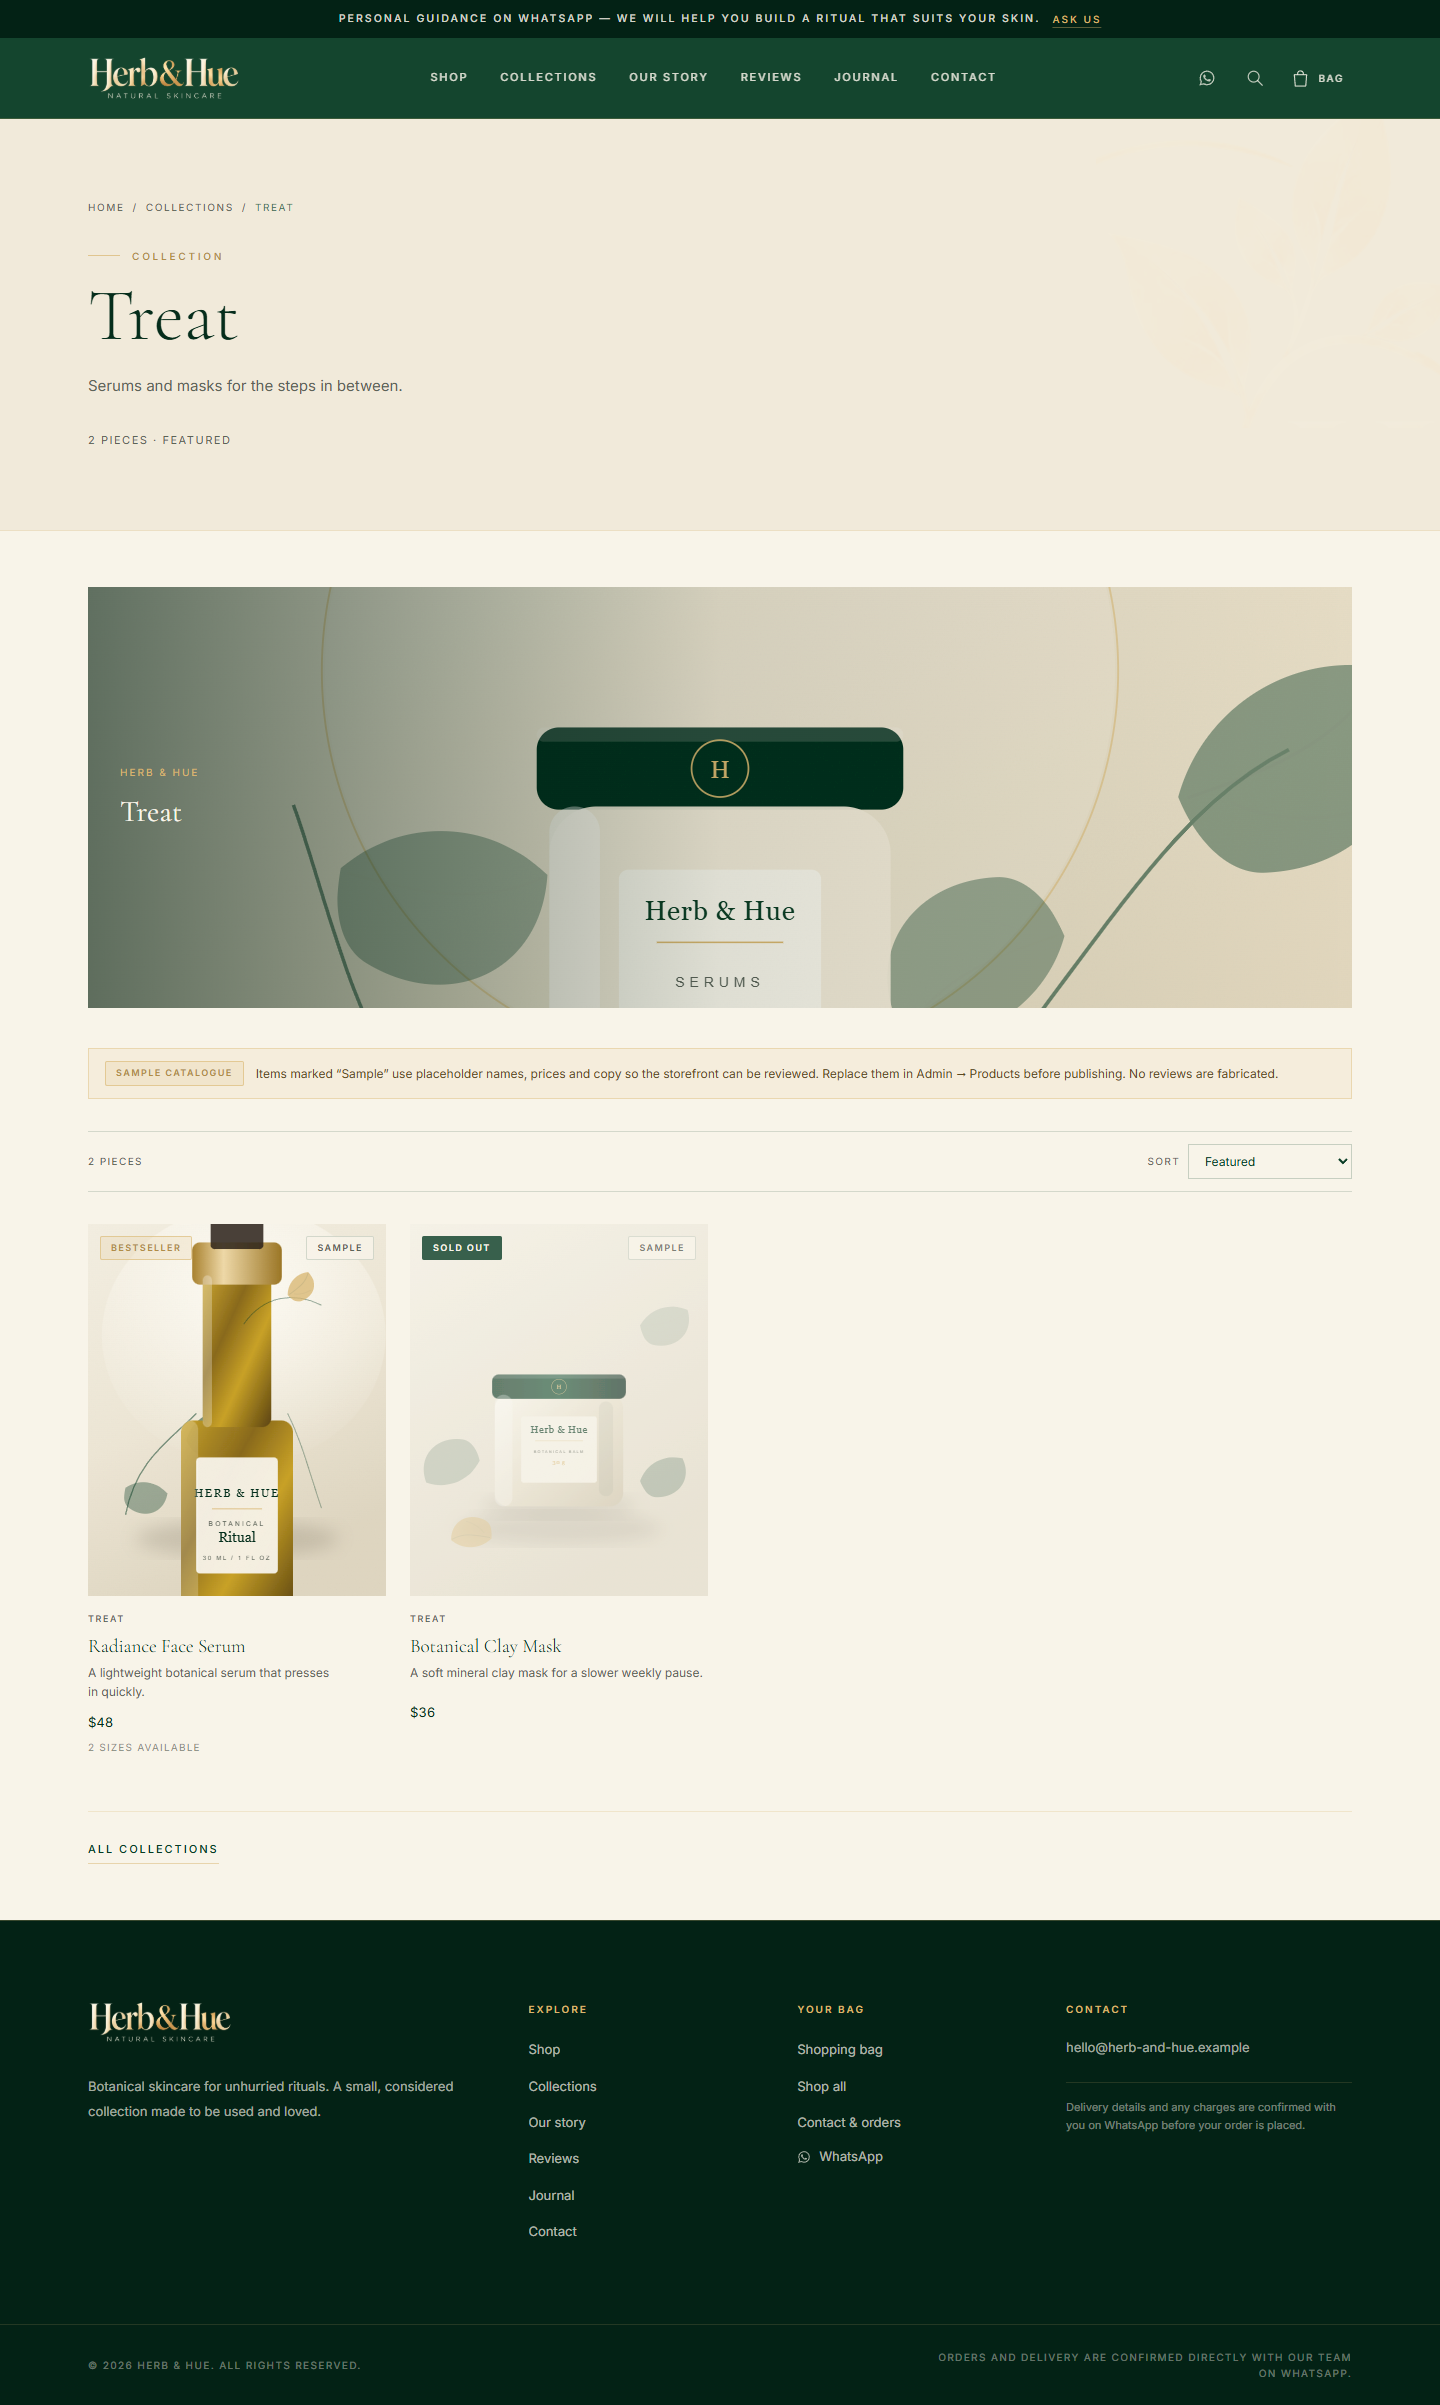 PERSONAL GUIDANCE ON WHATSAPP — WE WILL HELP YOU BUILD A RITUAL THAT SUITS YOUR SKIN. ASK US
Herb&Hue
NATURAL SKINCARE
SHOP COLLECTIONS OUR STORY REVIEWS JOURNAL CONTACT
BAG
HOME / COLLECTIONS / TREAT
COLLECTION
Treat
Serums and masks for the steps in between.
2 PIECES · FEATURED
H
HERB & HUE
Treat
Herb & Hue
SERUMS
SAMPLE CATALOGUE Items marked “Sample” use placeholder names, prices and copy so the storefront can be reviewed. Replace them in Admin → Products before publishing. No reviews are fabricated.
2 PIECES
SORT Featured
BESTSELLER SAMPLE
HERB & HUE
BOTANICAL
Ritual
30 ML / 1 FL OZ
TREAT
Radiance Face Serum
A lightweight botanical serum that presses
in quickly.
$48
2 SIZES AVAILABLE
SOLD OUT SAMPLE
H
Herb & Hue
BOTANICAL BALM
TREAT
Botanical Clay Mask
A soft mineral clay mask for a slower weekly pause.
$36
ALL COLLECTIONS
Herb&Hue
NATURAL SKINCARE
Botanical skincare for unhurried rituals. A small, considered
collection made to be used and loved.
EXPLORE
Shop
Collections
Our story
Reviews
Journal
Contact
YOUR BAG
Shopping bag
Shop all
Contact & orders
WhatsApp
CONTACT
hello@herb-and-hue.example
Delivery details and any charges are confirmed with
you on WhatsApp before your order is placed.
© 2026 HERB & HUE. ALL RIGHTS RESERVED.
ORDERS AND DELIVERY ARE CONFIRMED DIRECTLY WITH OUR TEAM
ON WHATSAPP.